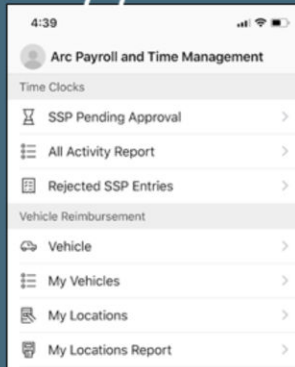 4:39
Arc Payroll and Time Management
Time Clocks
SSP Pending Approval
All Activity Report
Rejected SSP Entries
Vehicle Reimbursement
Vehicle
My Vehicles
My Locations
My Locations Report